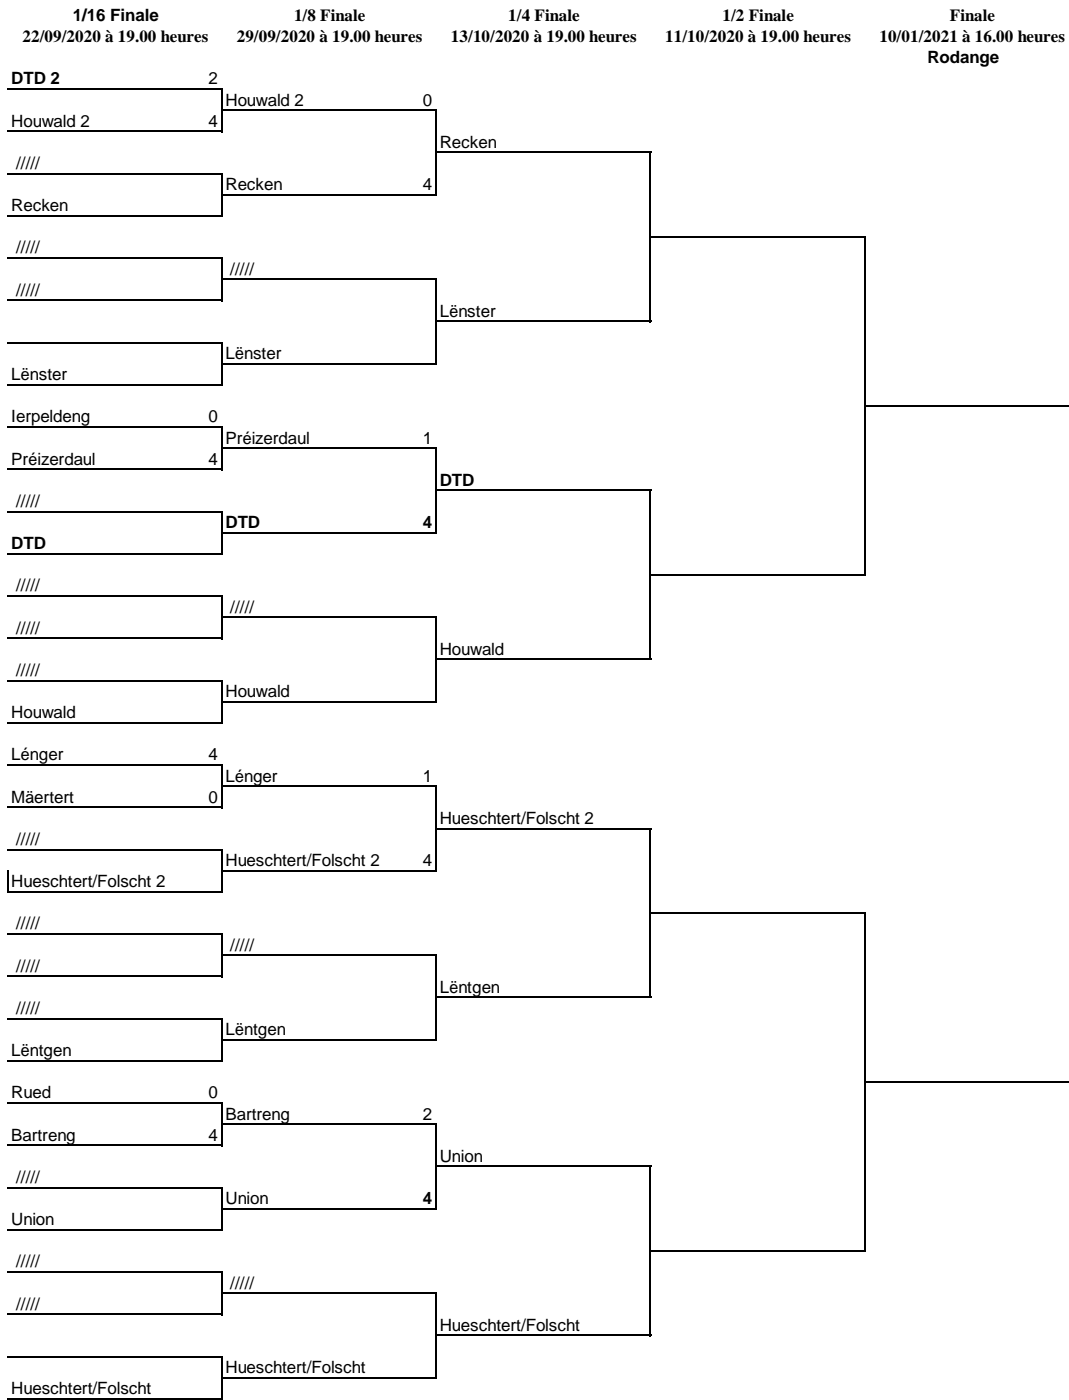 1/16 Finale 1/8 Finale 1/4 Finale 1/2 Finale Finale
22/09/2020 à 19.00 heures 29/09/2020 à 19.00 heures 13/10/2020 à 19.00 heures 11/10/2020 à 19.00 heures 10/01/2021 à 16.00 heures
Rodange
DTD 2 2
Houwald 2 0
Houwald 2 4
Recken
/////
Recken 4
Recken
/////
/////
/////
Lënster
Lënster
Lënster
Ierpeldeng 0
Préizerdaul 1
Préizerdaul 4
DTD
/////
DTD 4
DTD
/////
/////
/////
Houwald
/////
Houwald
Houwald
Lénger 4
Lénger 1
Mäertert 0
Hueschtert/Folscht 2
/////
Hueschtert/Folscht 2 4
Hueschtert/Folscht 2
/////
/////
/////
Lëntgen
/////
Lëntgen
Lëntgen
Rued 0
Bartreng 2
Bartreng 4
Union
/////
Union 4
Union
/////
/////
/////
Hueschtert/Folscht
Hueschtert/Folscht
Hueschtert/Folscht